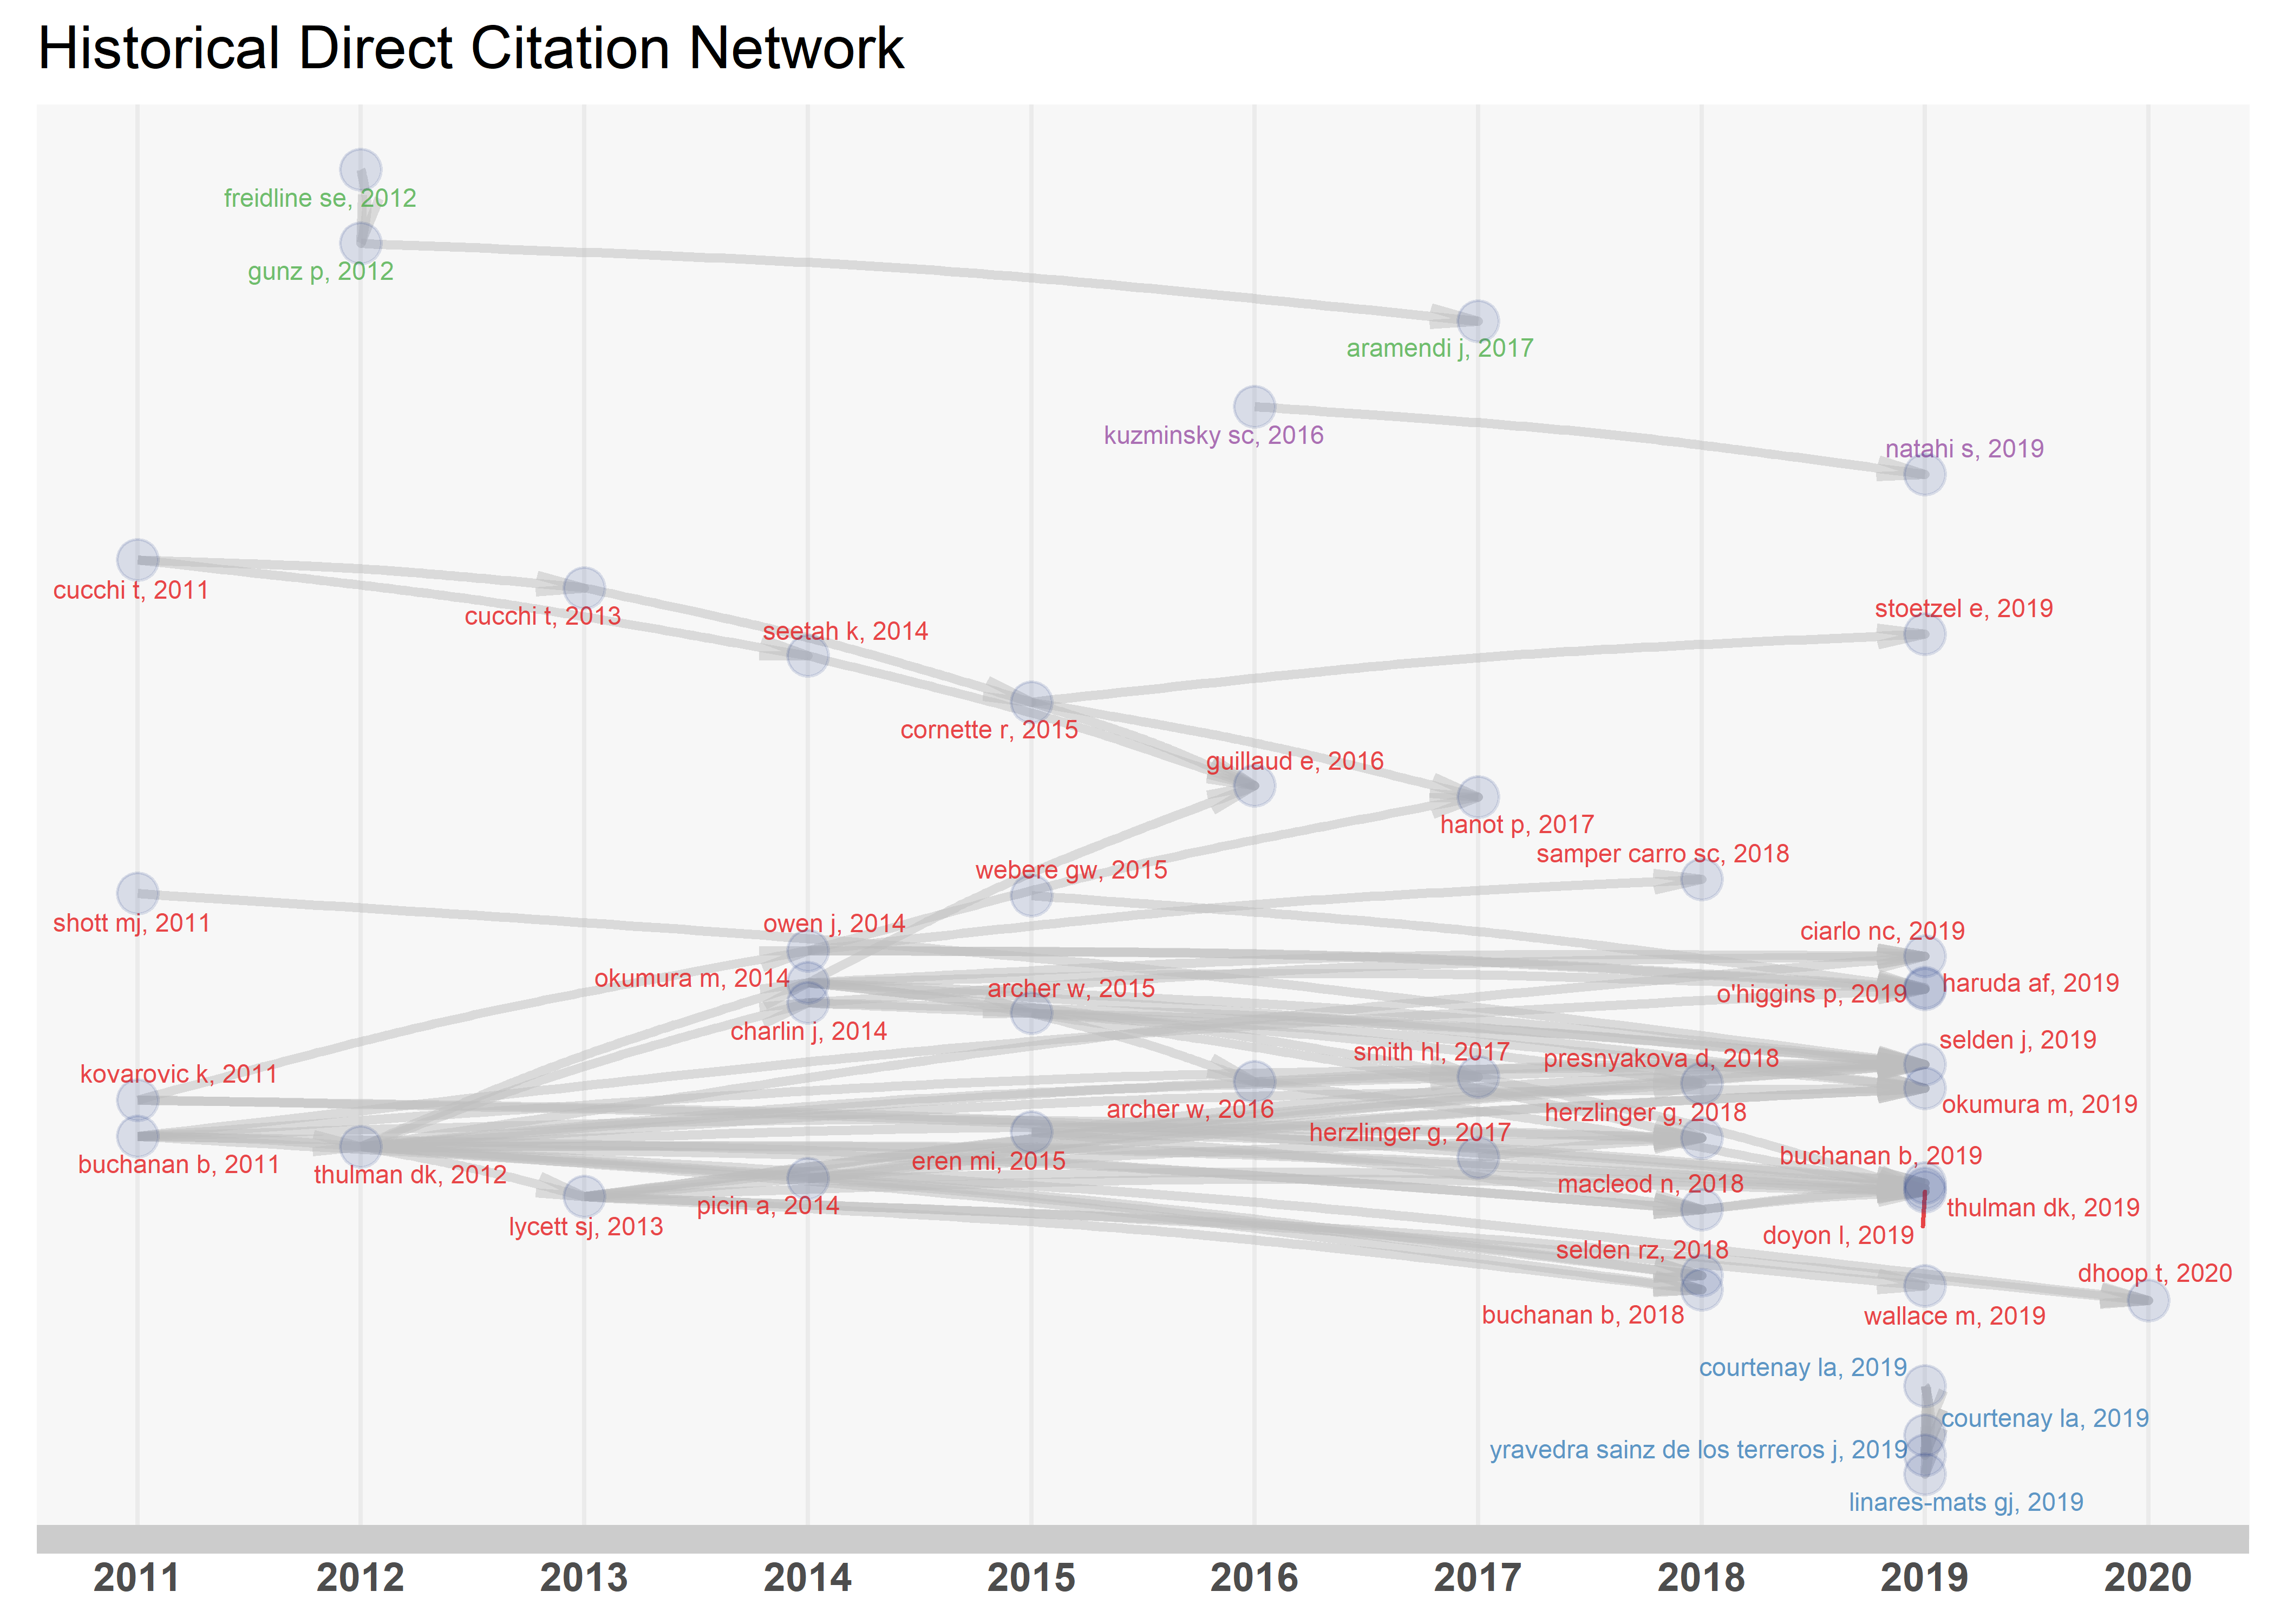 Historical Direct Citation Network
freidline se, 2012
gunz p, 2012
aramendi j, 2017
kuzminsky sc, 2016
natahi s, 2019
cucchi t, 2011
cucchi t, 2013
seetah k, 2014
stoetzel e, 2019
cornette r, 2015
guillaud e, 2016
hanot p, 2017
samper carro sc, 2018
webere gw, 2015
shott mj, 2011
owen j, 2014
ciarlo nc, 2019
okumura m, 2014
archer w, 2015
o'higgins p, 2019
haruda af, 2019
charlin j, 2014
selden j, 2019
smith hl, 2017
presnyakova d, 2018
kovarovic k, 2011
archer w, 2016
herzlinger g, 2018
okumura m, 2019
herzlinger g, 2017
buchanan b, 2011
thulman dk, 2012
eren mi, 2015
buchanan b, 2019
macleod n, 2018
picin a, 2014
thulman dk, 2019
lycett sj, 2013
doyon l, 2019
selden rz, 2018
dhoop t, 2020
buchanan b, 2018
wallace m, 2019
courtenay la, 2019
courtenay la, 2019
yravedra sainz de los terreros j, 2019
linares-mats gj, 2019
2011 2012 2013 2014 2015 2016 2017 2018 2019 2020